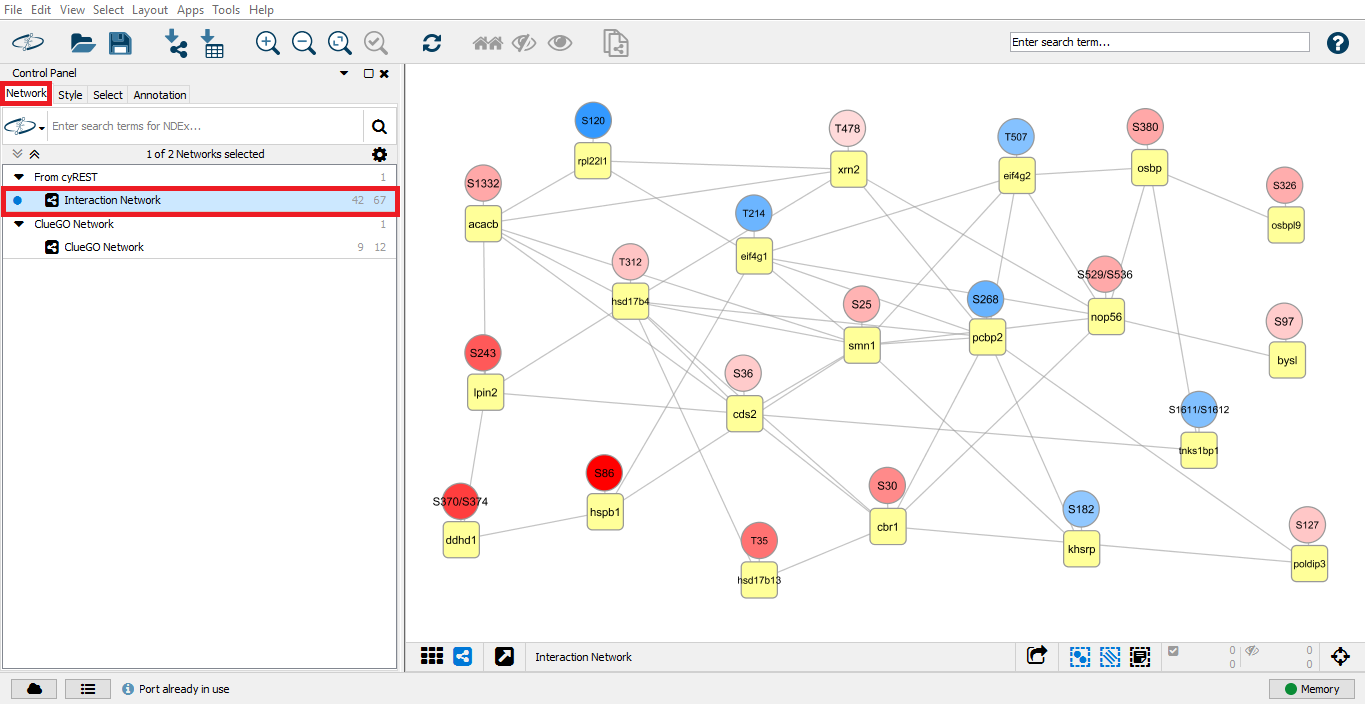 File Edit View Select Layout Apps Tools Help
Enter search term...
Control Panel
Network Style Select Annotation
Enter search terms for NDEx...
1 of 2 Networks selected
From cyREST 1
Interaction Network 42 67
ClueGO Network 1
ClueGO Network 9 12
S120
T478
T507
S380
rpl22l1
xrn2
eif4g2
osbp
S1332
S326
acacb
T214
osbpl9
eif4g1
T312
S529/S536
hsd17b4
S25
S268
nop56
S97
smn1
pcbp2
bysl
S243
S36
lpin2
cds2
S1611/S1612
tnks1bp1
S86
S30
S370/S374
hspb1
S182
ddhd1
cbr1
S127
T35
khsrp
hsd17b13
poldip3
Interaction Network
0 0
0 0
Port already in use
Memory